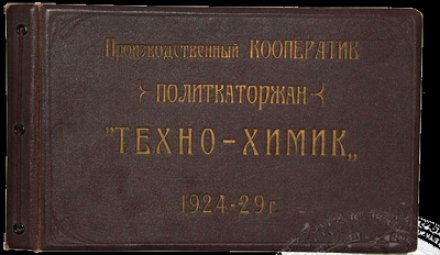 Производственный КООПЕРАТИВ
ПОЛИТКАТОРЖАН
"ТЕХНО-ХИМИК„
1924-29 г